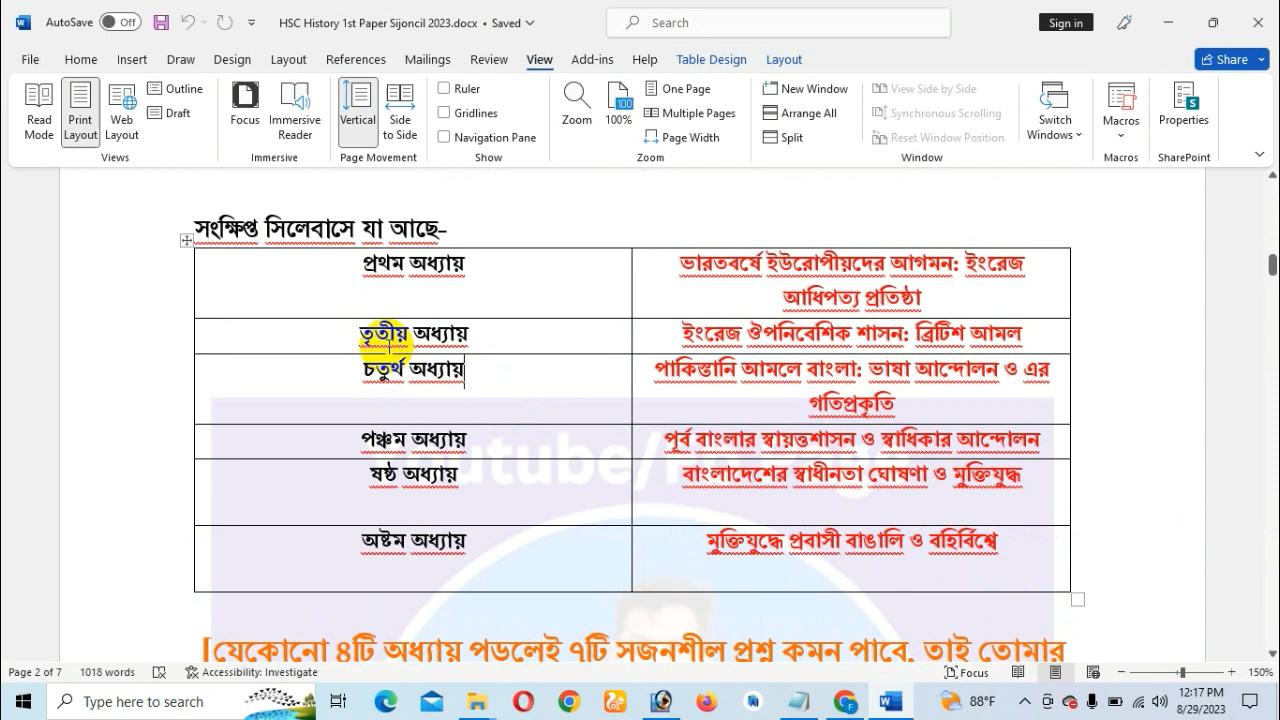 AutoSave Off HSC History 1st Paper Sijoncil 2023.docx • Saved Search Sign in
File Home Insert Draw Design Layout References Mailings Review View Add-ins Help Table Design Layout Share
Read Mode Print Layout Web Layout Outline Draft Focus Immersive Reader Vertical Side to Side Ruler Gridlines Navigation Pane Zoom 100 100% One Page Multiple Pages Page Width New Window Arrange All Split View Side by Side Synchronous Scrolling Reset Window Position Switch Windows Macros Properties
Views Immersive Page Movement Show Zoom Window Macros SharePoint
সংক্ষিপ্ত সিলেবাসে যা আছে-
প্রথম অধ্যায় ভারতবর্ষে ইউরোপীয়দের আগমন: ইংরেজ
আধিপত্য প্রতিষ্ঠা
তৃতীয় অধ্যায় ইংরেজ ঔপনিবেশিক শাসন: ব্রিটিশ আমল
চতুর্থ অধ্যায় পাকিস্তানি আমলে বাংলা: ভাষা আন্দোলন ও এর
গতিপ্রকৃতি
পঞ্চম অধ্যায় পূর্ব বাংলার স্বায়ত্তশাসন ও স্বাধিকার আন্দোলন
ষষ্ঠ অধ্যায় বাংলাদেশের স্বাধীনতা ঘোষণা ও মুক্তিযুদ্ধ
অষ্টম অধ্যায় মুক্তিযুদ্ধে প্রবাসী বাঙালি ও বহির্বিশ্বে
[যেকোনো ৪টি অধ্যায় পড়লেই ৭টি সৃজনশীল প্রশ্ন কমন পাবে, তাই তোমার
Page 2 of 7 1018 words Accessibility: Investigate Focus 150%
Type here to search 88°F 12:17 PM
8/29/2023